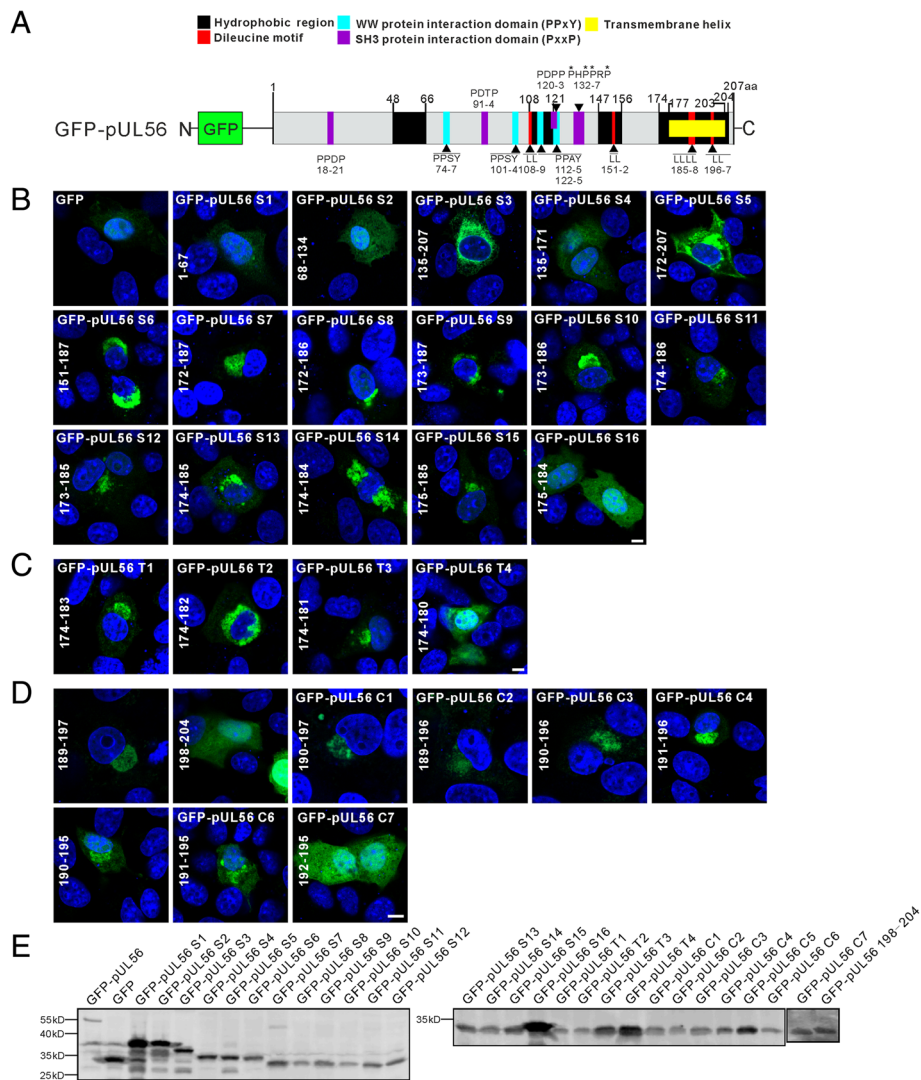 A
Hydrophobic region
WW protein interaction domain (PPxY)
Transmembrane helix
Dileucine motif
SH3 protein interaction domain (PxxP)
PDPP PHPPRP
* ** *
120-3 132-7
PDTP
91-4
1
48 66 108 121 147 156 174 177 203 204 207aa
GFP-pUL56 N GFP C
PPDP
18-21
PPSY
74-7
PPSY
101-4
LL
108-9
PPAY
112-5
122-5
LL
151-2
LLLL
185-8
LL
196-7
B
GFP
GFP-pUL56 S1
1-67
GFP-pUL56 S2
68-134
GFP-pUL56 S3
135-207
GFP-pUL56 S4
135-171
GFP-pUL56 S5
172-207
GFP-pUL56 S6
151-187
GFP-pUL56 S7
172-187
GFP-pUL56 S8
172-186
GFP-pUL56 S9
173-187
GFP-pUL56 S10
173-186
GFP-pUL56 S11
174-186
GFP-pUL56 S12
173-185
GFP-pUL56 S13
174-185
GFP-pUL56 S14
174-184
GFP-pUL56 S15
175-185
GFP-pUL56 S16
175-184
C
GFP-pUL56 T1
174-183
GFP-pUL56 T2
174-182
GFP-pUL56 T3
174-181
GFP-pUL56 T4
174-180
D
189-197
198-204
GFP-pUL56 C1
190-197
GFP-pUL56 C2
189-196
GFP-pUL56 C3
190-196
GFP-pUL56 C4
191-196
190-195
GFP-pUL56 C6
191-195
GFP-pUL56 C7
192-195
E
GFP-pUL56
GFP
GFP-pUL56 S1
GFP-pUL56 S2
GFP-pUL56 S3
GFP-pUL56 S4
GFP-pUL56 S5
GFP-pUL56 S6
GFP-pUL56 S7
GFP-pUL56 S8
GFP-pUL56 S9
GFP-pUL56 S10
GFP-pUL56 S11
GFP-pUL56 S12
55kD
40kD
35kD
25kD
GFP-pUL56 S13
GFP-pUL56 S14
GFP-pUL56 S15
GFP-pUL56 S16
GFP-pUL56 T1
GFP-pUL56 T2
GFP-pUL56 T3
GFP-pUL56 T4
GFP-pUL56 C1
GFP-pUL56 C2
GFP-pUL56 C3
GFP-pUL56 C4
GFP-pUL56 C5
GFP-pUL56 C6
GFP-pUL56 C7
GFP-pUL56 198-204
35kD